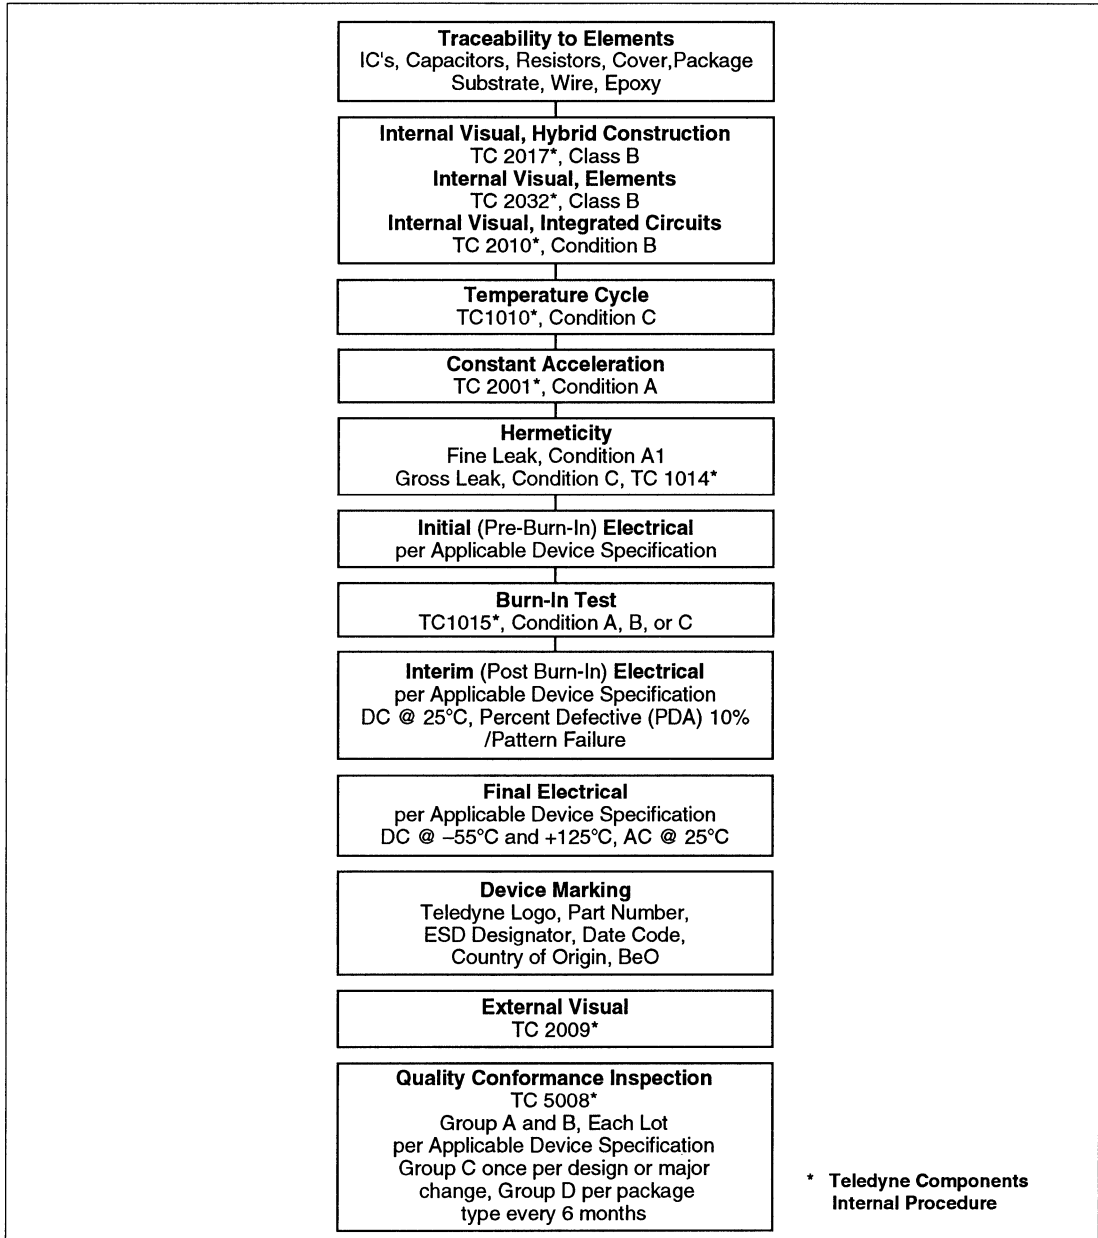 Traceability to Elements
IC's, Capacitors, Resistors, Cover,Package
Substrate, Wire, Epoxy
Internal Visual, Hybrid Construction
TC 2017*, Class B
Internal Visual, Elements
TC 2032*, Class B
Internal Visual, Integrated Circuits
TC 2010*, Condition B
Temperature Cycle
TC1010*, Condition C
Constant Acceleration
TC 2001*, Condition A
Hermeticity
Fine Leak, Condition A1
Gross Leak, Condition C, TC 1014*
Initial (Pre-Burn-In) Electrical
per Applicable Device Specification
Burn-In Test
TC1015*, Condition A, B, or C
Interim (Post Burn-In) Electrical
per Applicable Device Specification
DC @ 25°C, Percent Defective (PDA) 10%
/Pattern Failure
Final Electrical
per Applicable Device Specification
DC @ –55°C and +125°C, AC @ 25°C
Device Marking
Teledyne Logo, Part Number,
ESD Designator, Date Code,
Country of Origin, BeO
External Visual
TC 2009*
Quality Conformance Inspection
TC 5008*
Group A and B, Each Lot
per Applicable Device Specification
Group C once per design or major
change, Group D per package
type every 6 months
* Teledyne Components
Internal Procedure